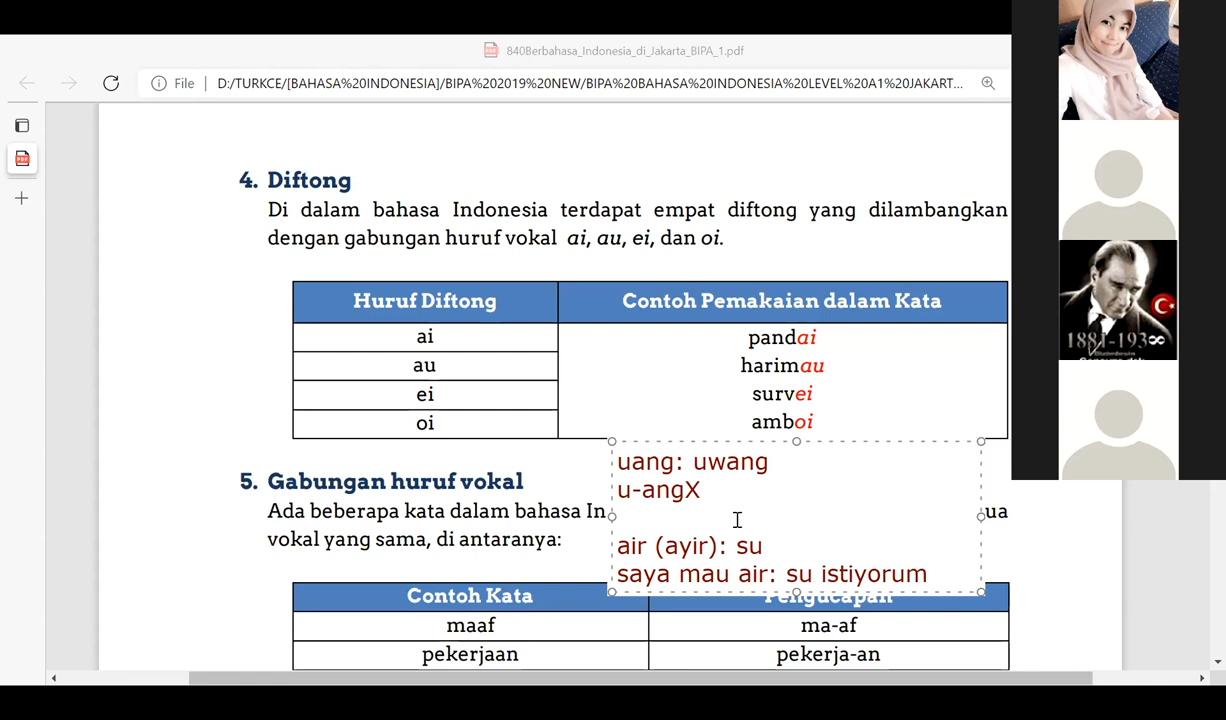 840Berbahasa_Indonesia_di_Jakarta_BIPA_1.pdf
File | D:/TURKCE/[BAHASA%20INDONESIA]/BIPA%202019%20NEW/BIPA%20BAHASA%20INDONESIA%20LEVEL%20A1%20JAKART...
4. Diftong
Di dalam bahasa Indonesia terdapat empat diftong yang dilambangkan
dengan gabungan huruf vokal ai, au, ei, dan oi.
Huruf Diftong Contoh Pemakaian dalam Kata
ai pandai
au harimau
ei survei
oi amboi
uang: uwang
u-angX
air (ayir): su
saya mau air: su istiyorum
5. Gabungan huruf vokal
Ada beberapa kata dalam bahasa In ua
vokal yang sama, di antaranya:
Contoh Kata Pengucapan
maaf ma-af
pekerjaan pekerja-an
1881-193∞